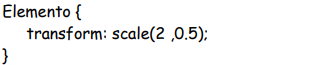 Elemento {
transform: scale(2 ,0.5);
}